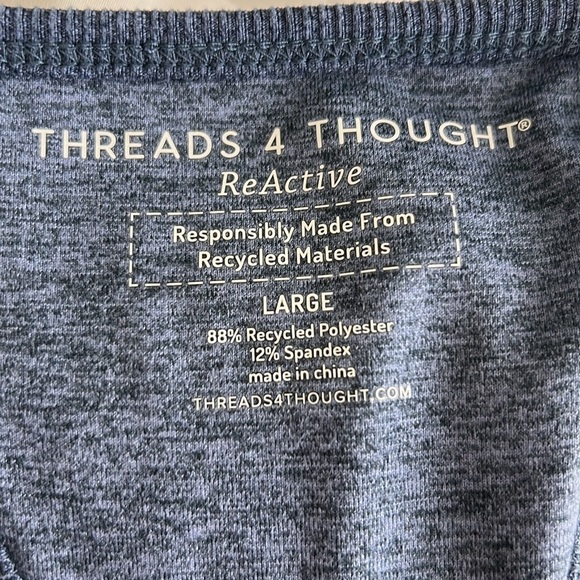 THREADS 4 THOUGHT®
ReActive
Responsibly Made From
Recycled Materials
LARGE
88% Recycled Polyester
12% Spandex
made in china
THREADS4THOUGHT.COM